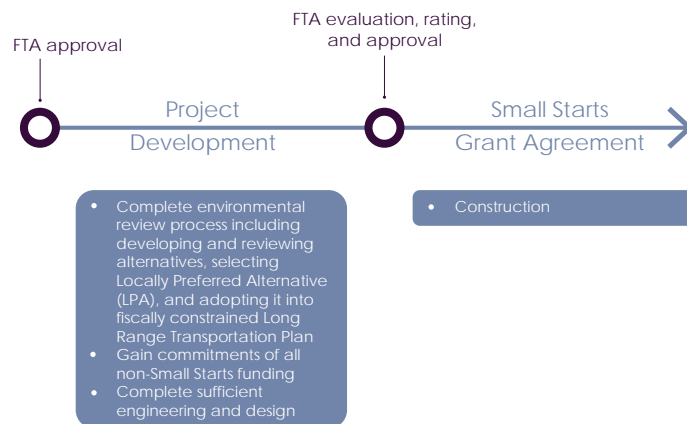 FTA approval
FTA evaluation, rating,
and approval
Project
Development
Small Starts
Grant Agreement
• Complete environmental
review process including
developing and reviewing
alternatives, selecting
Locally Preferred Alternative
(LPA), and adopting it into
fiscally constrained Long
Range Transportation Plan
• Gain commitments of all
non-Small Starts funding
• Complete sufficient
engineering and design
• Construction